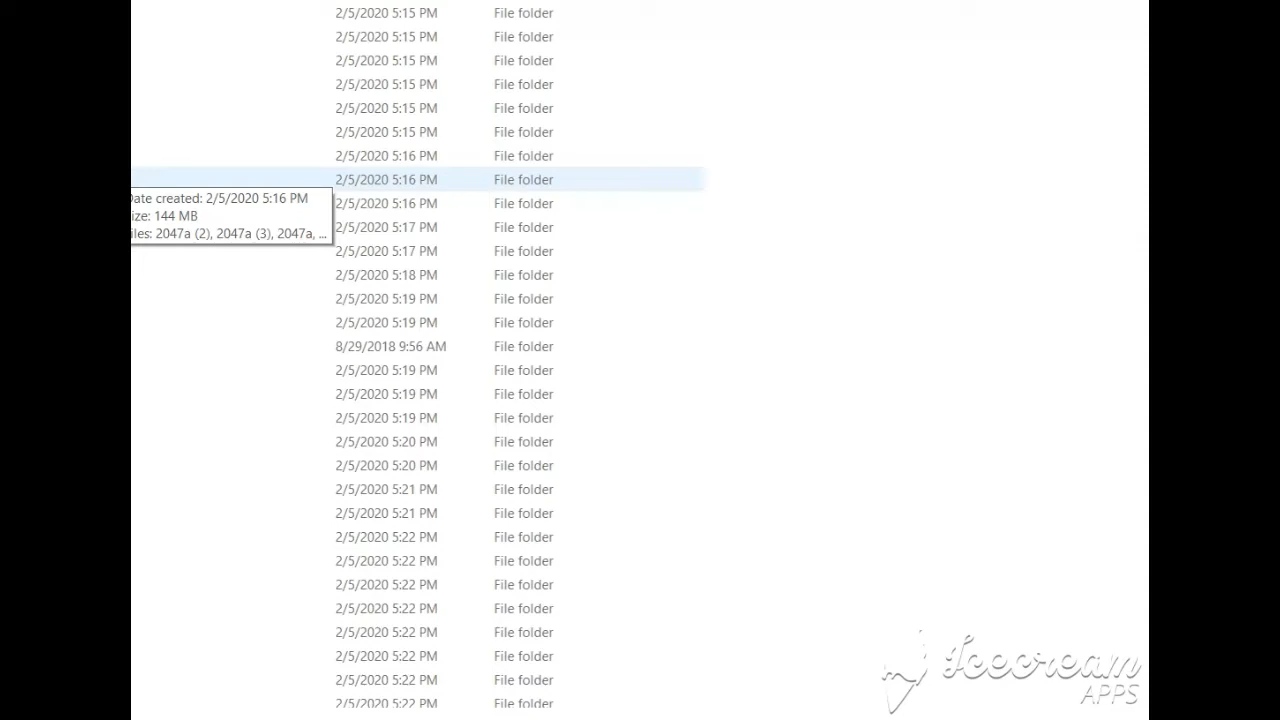 2/5/2020 5:15 PM File folder
2/5/2020 5:15 PM File folder
2/5/2020 5:15 PM File folder
2/5/2020 5:15 PM File folder
2/5/2020 5:15 PM File folder
2/5/2020 5:15 PM File folder
2/5/2020 5:16 PM File folder
2/5/2020 5:16 PM File folder
Date created: 2/5/2020 5:16 PM
2/5/2020 5:16 PM File folder
ize: 144 MB
2/5/2020 5:17 PM File folder
iles: 2047a (2), 2047a (3), 2047a, ...
2/5/2020 5:17 PM File folder
2/5/2020 5:18 PM File folder
2/5/2020 5:19 PM File folder
2/5/2020 5:19 PM File folder
8/29/2018 9:56 AM File folder
2/5/2020 5:19 PM File folder
2/5/2020 5:19 PM File folder
2/5/2020 5:19 PM File folder
2/5/2020 5:20 PM File folder
2/5/2020 5:20 PM File folder
2/5/2020 5:21 PM File folder
2/5/2020 5:21 PM File folder
2/5/2020 5:22 PM File folder
2/5/2020 5:22 PM File folder
2/5/2020 5:22 PM File folder
2/5/2020 5:22 PM File folder
2/5/2020 5:22 PM File folder
2/5/2020 5:22 PM File folder
2/5/2020 5:22 PM File folder
2/5/2020 5:22 PM File folder
Icecream
APPS